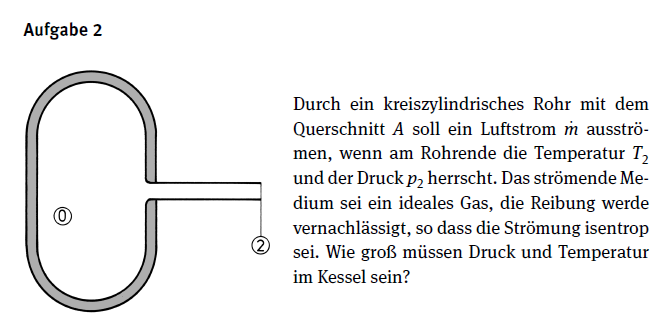 Aufgabe 2
Durch ein kreiszylindrisches Rohr mit dem
Querschnitt A soll ein Luftstrom ṁ ausströ-
men, wenn am Rohrende die Temperatur T₂
und der Druck p₂ herrscht. Das strömende Me-
dium sei ein ideales Gas, die Reibung werde
vernachlässigt, so dass die Strömung isentrop
sei. Wie groß müssen Druck und Temperatur
im Kessel sein?
⓪
②